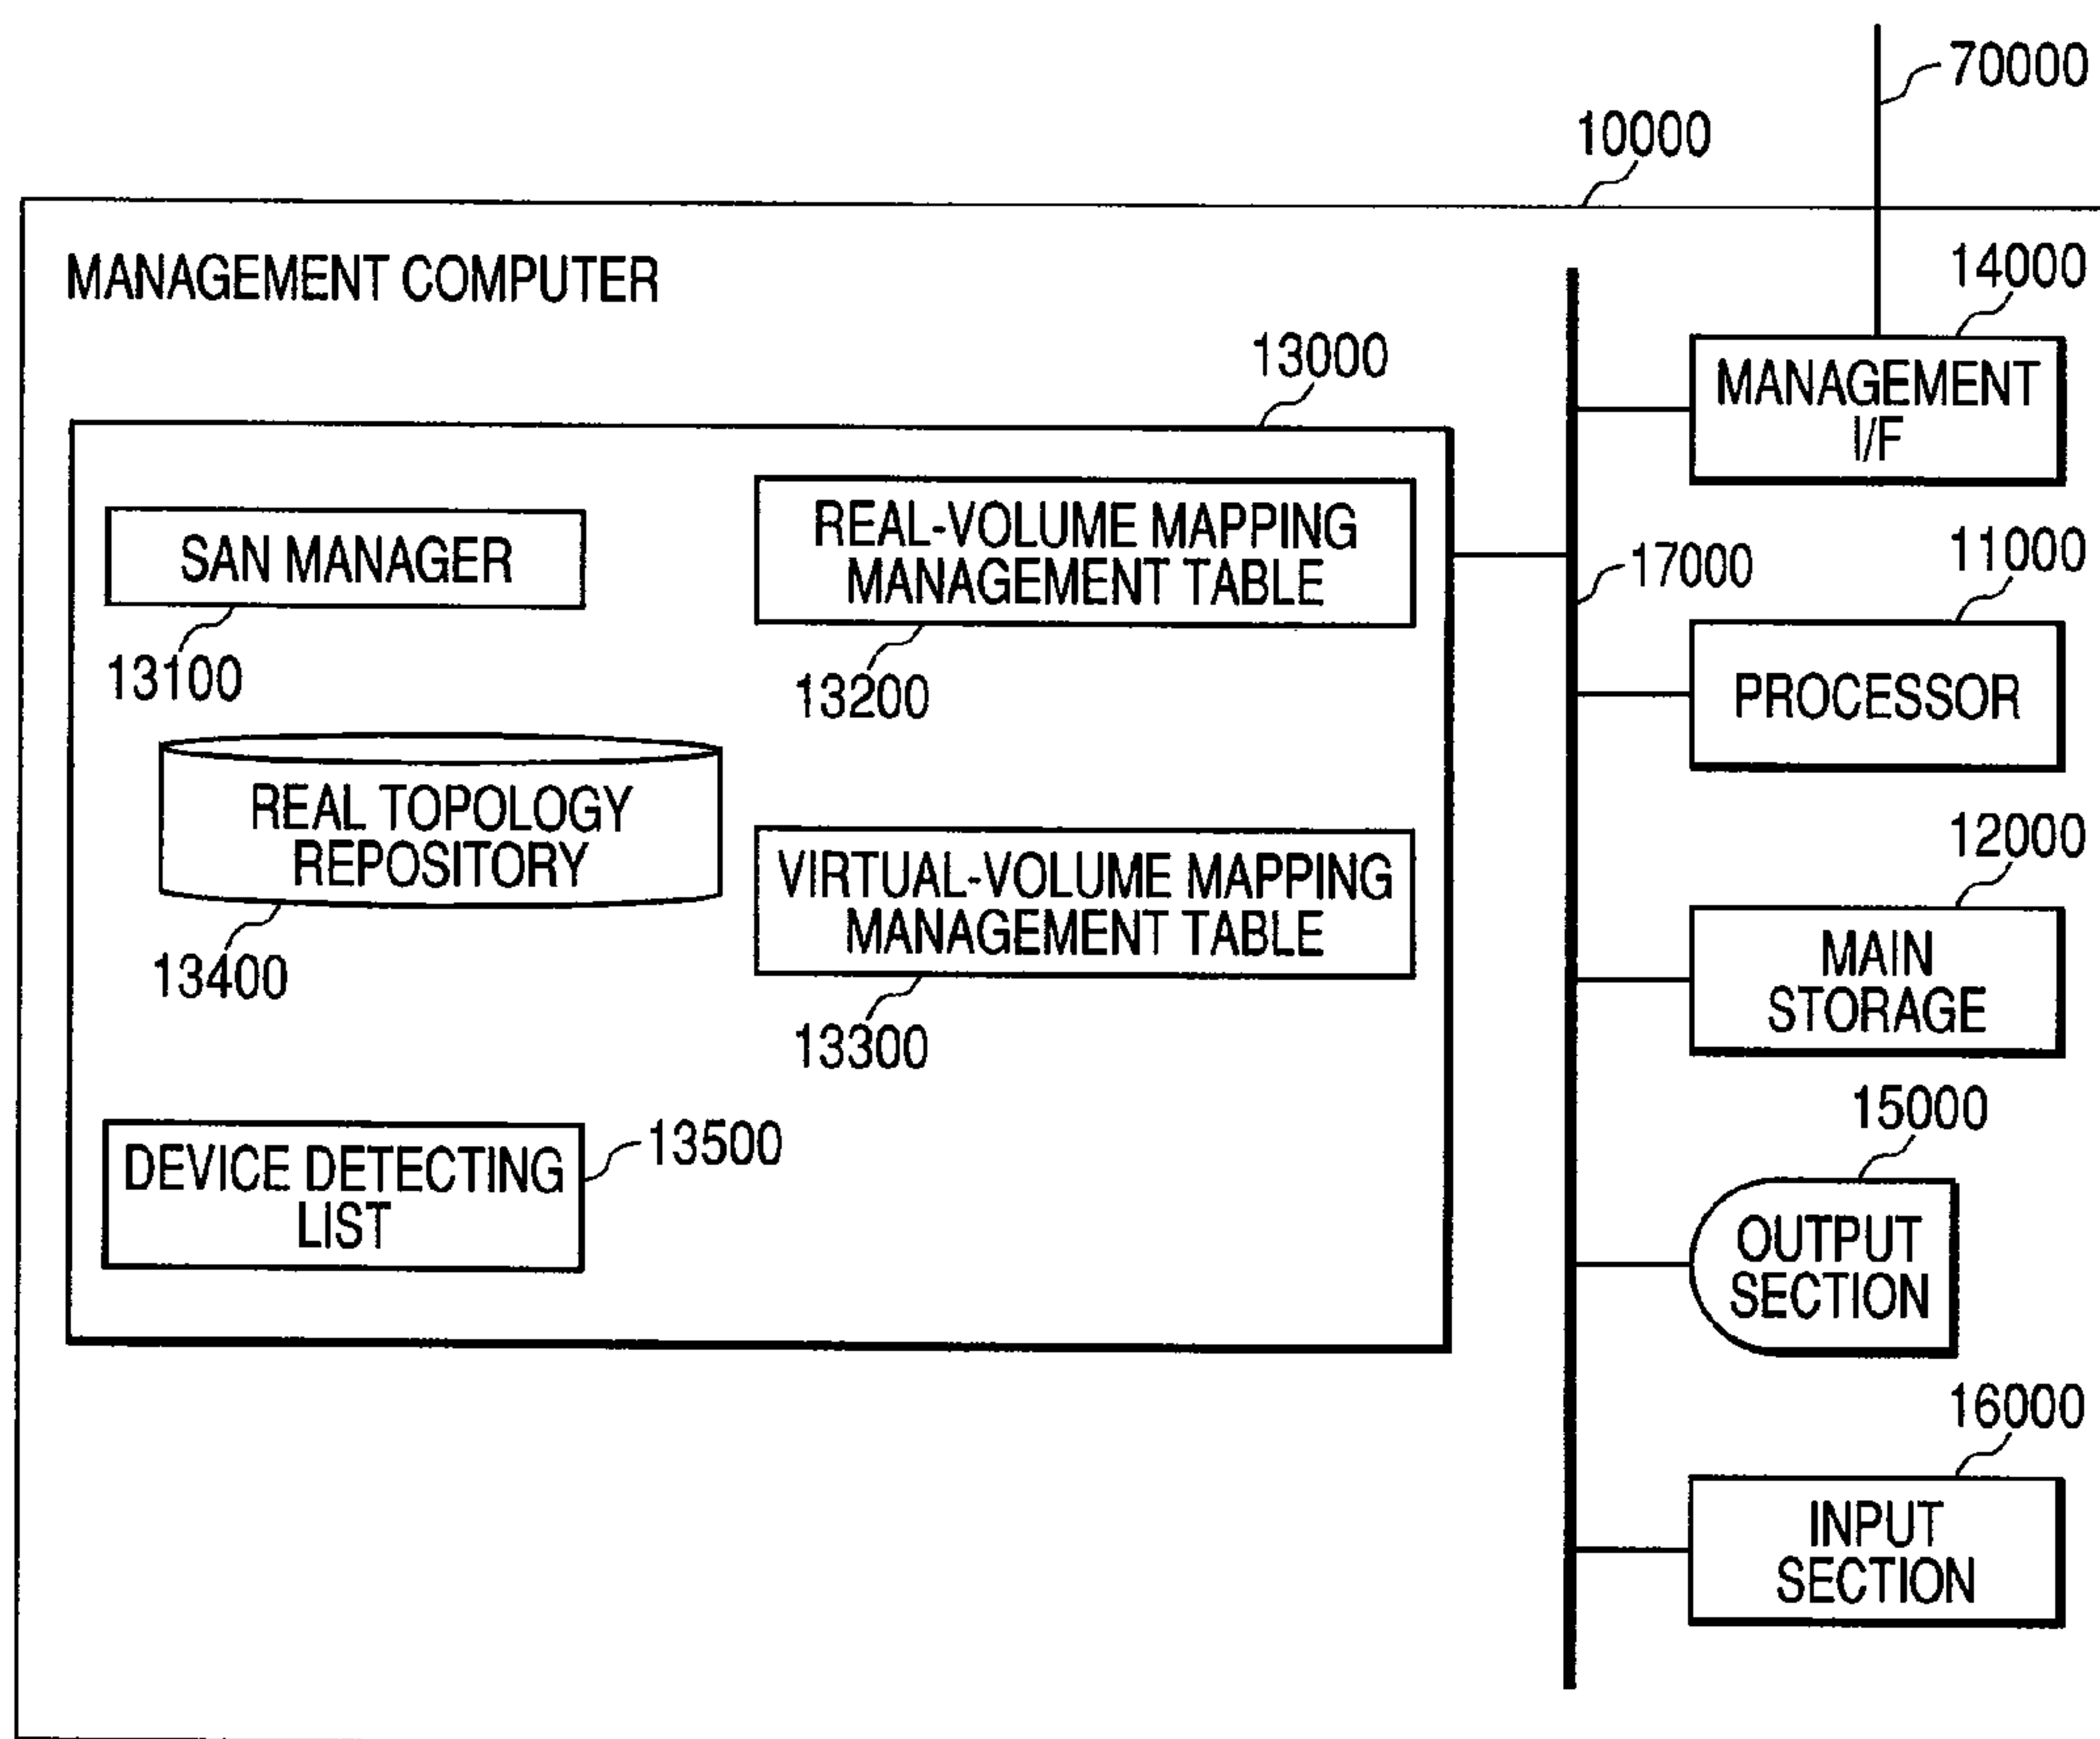 70000
10000
MANAGEMENT COMPUTER
14000
MANAGEMENT
I/F
13000
SAN MANAGER
13100
REAL-VOLUME MAPPING
MANAGEMENT TABLE
13200
17000
11000
PROCESSOR
REAL TOPOLOGY
REPOSITORY
13400
VIRTUAL-VOLUME MAPPING
MANAGEMENT TABLE
13300
12000
MAIN
STORAGE
DEVICE DETECTING
LIST
13500
15000
OUTPUT
SECTION
16000
INPUT
SECTION